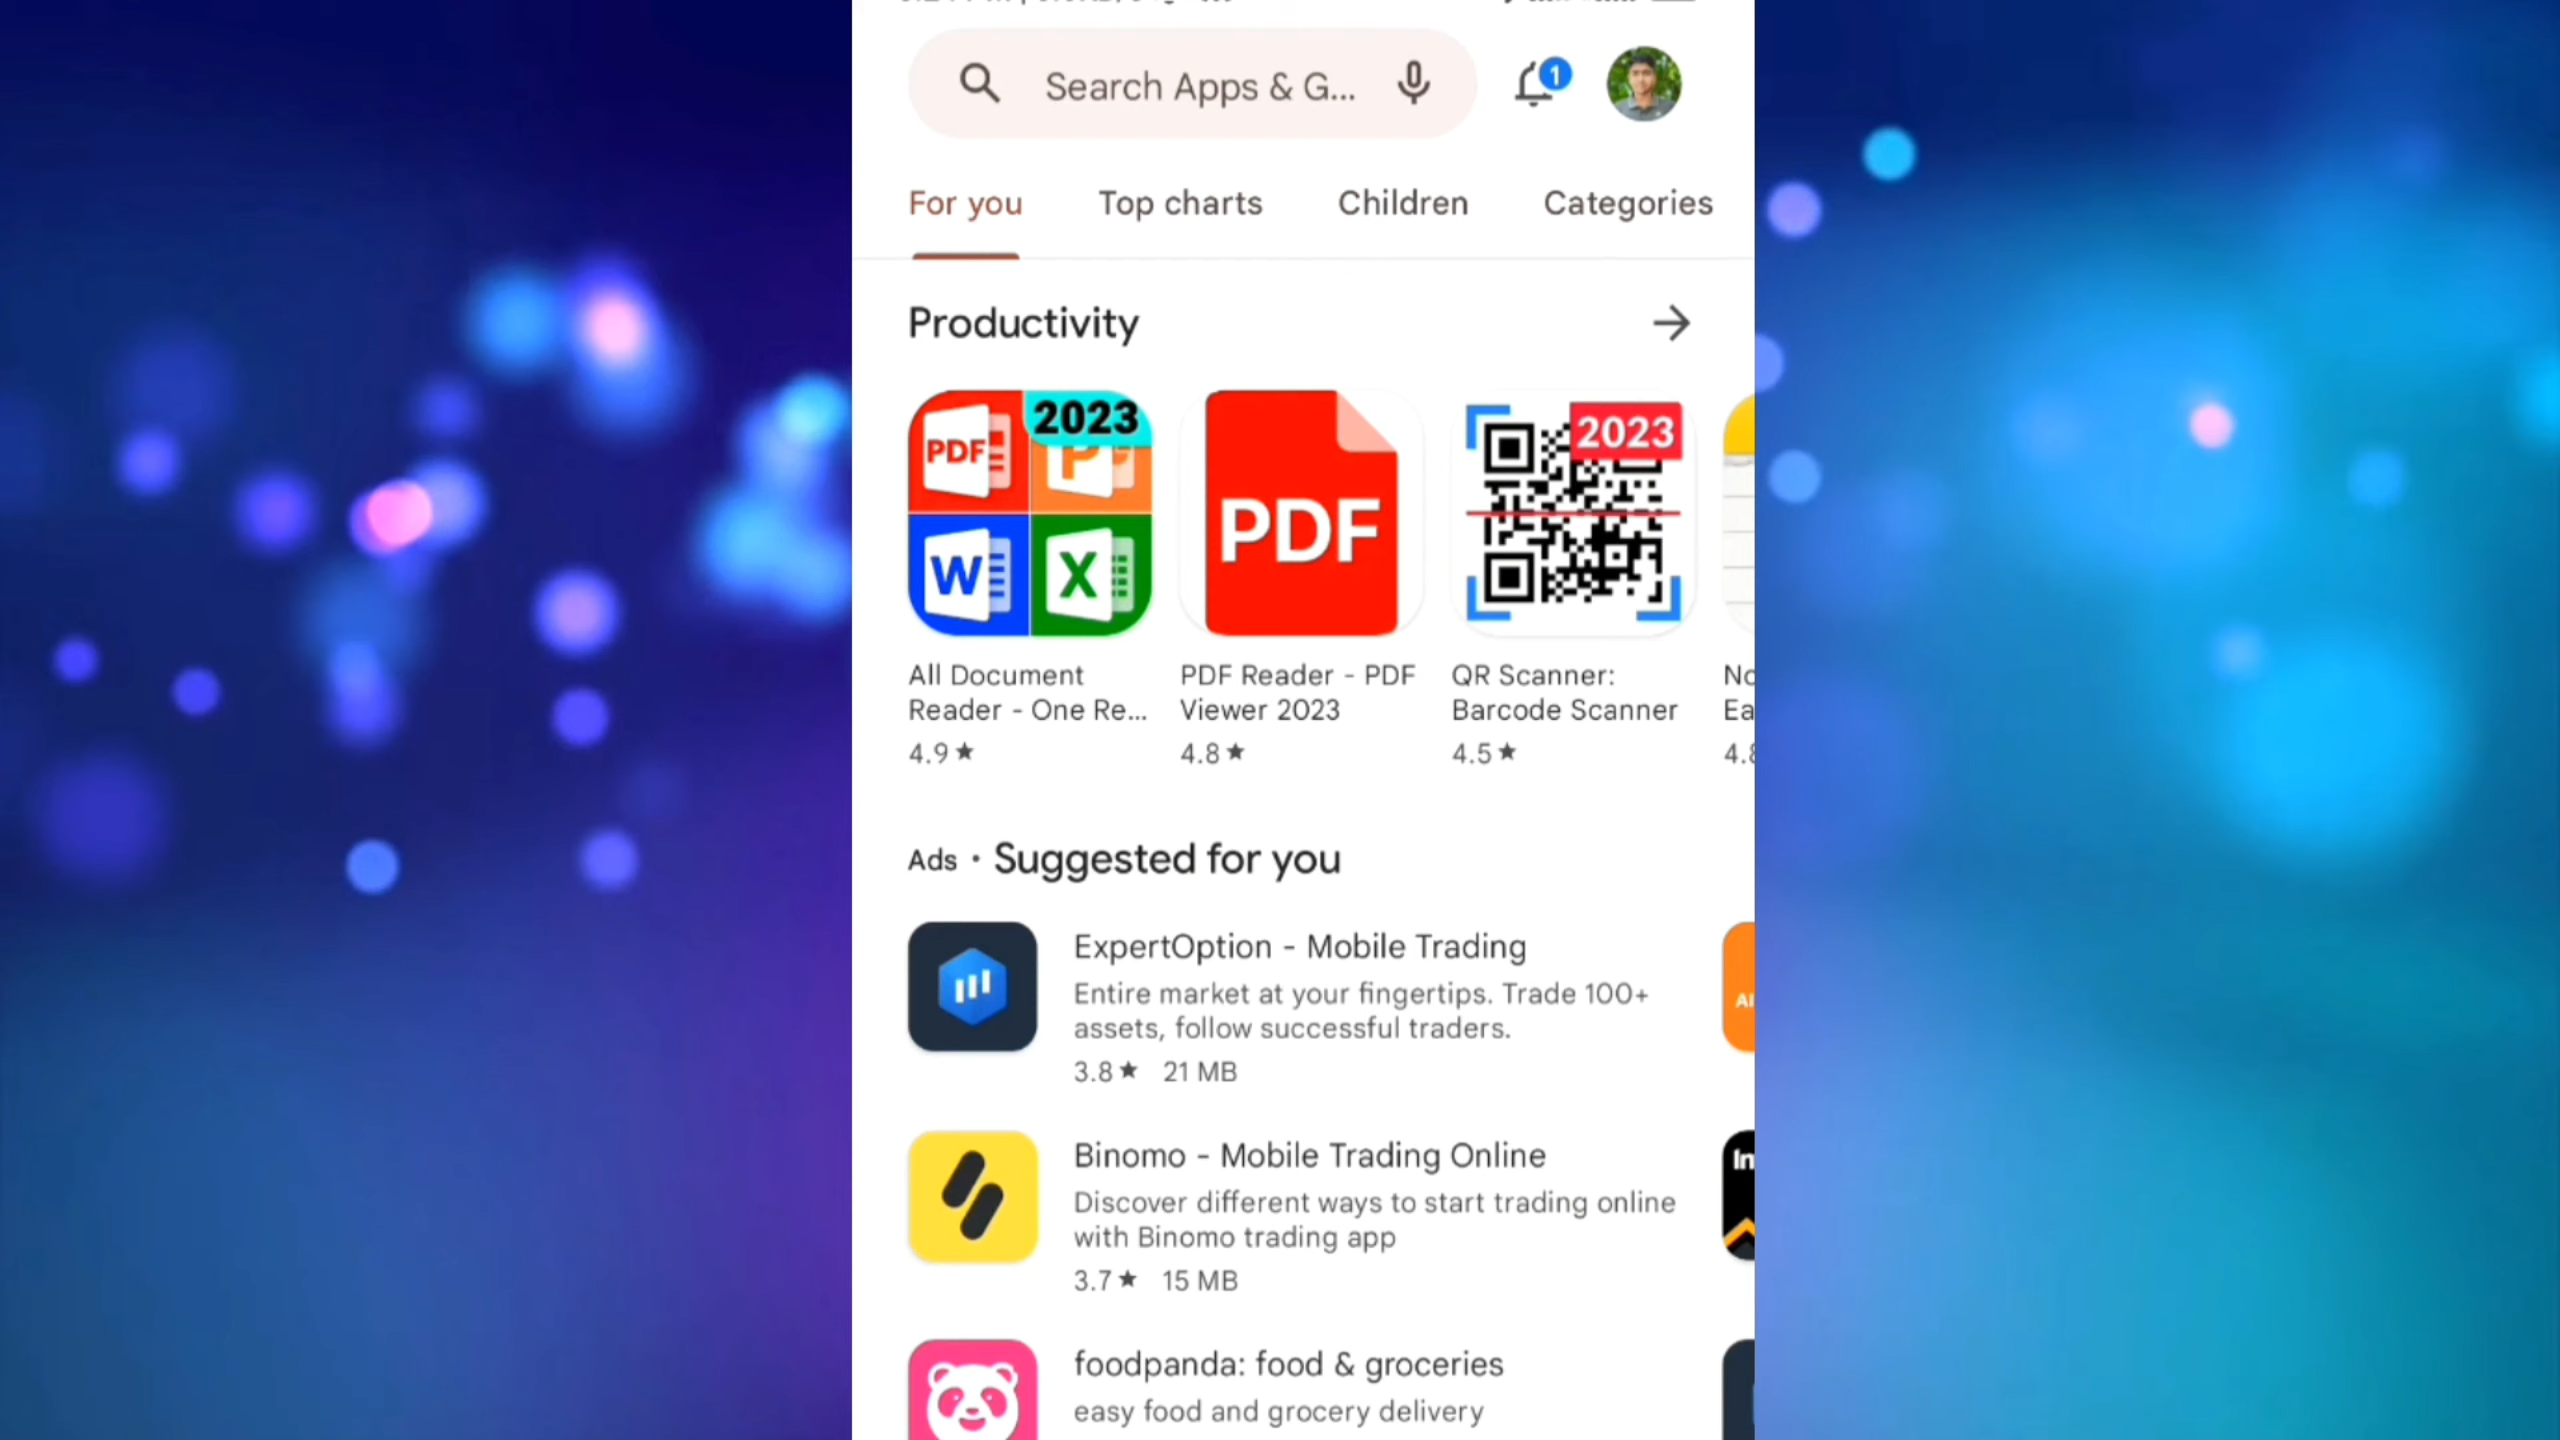 Search Apps & G...
1
For you Top charts Children Categories
Productivity
2023
PDF
P
W
X
PDF
2023
All Document
Reader - One Re...
4.9 ★
PDF Reader - PDF
Viewer 2023
4.8 ★
QR Scanner:
Barcode Scanner
4.5 ★
Ads • Suggested for you
ExpertOption - Mobile Trading
Entire market at your fingertips. Trade 100+
assets, follow successful traders.
3.8 ★ 21 MB
Binomo - Mobile Trading Online
Discover different ways to start trading online
with Binomo trading app
3.7 ★ 15 MB
foodpanda: food & groceries
easy food and grocery delivery